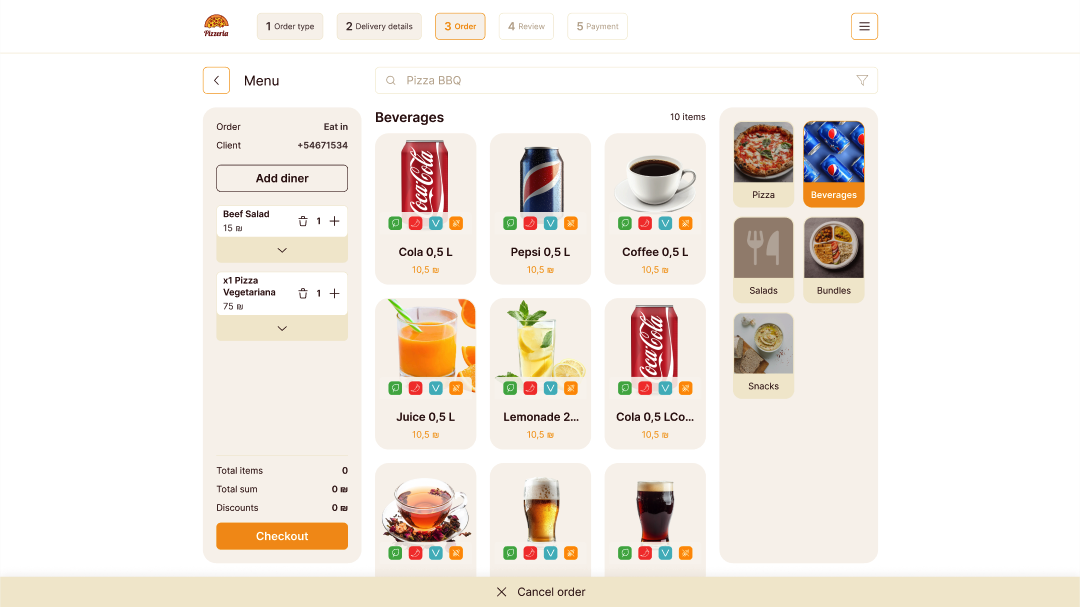 Pizzeria
1 Order type
2 Delivery details
3 Order
4 Review
5 Payment
Menu
Pizza BBQ
Order Eat in
Client +54671534
Add diner
Beef Salad
15 ₪
1
x1 Pizza
Vegetariana
75 ₪
1
Total items 0
Total sum 0 ₪
Discounts 0 ₪
Checkout
Beverages
10 items
Coca-Cola
Cola 0,5 L
10,5 ₪
Pepsi 0,5 L
10,5 ₪
Coffee 0,5 L
10,5 ₪
Juice 0,5 L
10,5 ₪
Lemonade 2...
10,5 ₪
Coca-Cola
Cola 0,5 LCo...
10,5 ₪
Pizza
Beverages
Salads
Bundles
Snacks
Cancel order